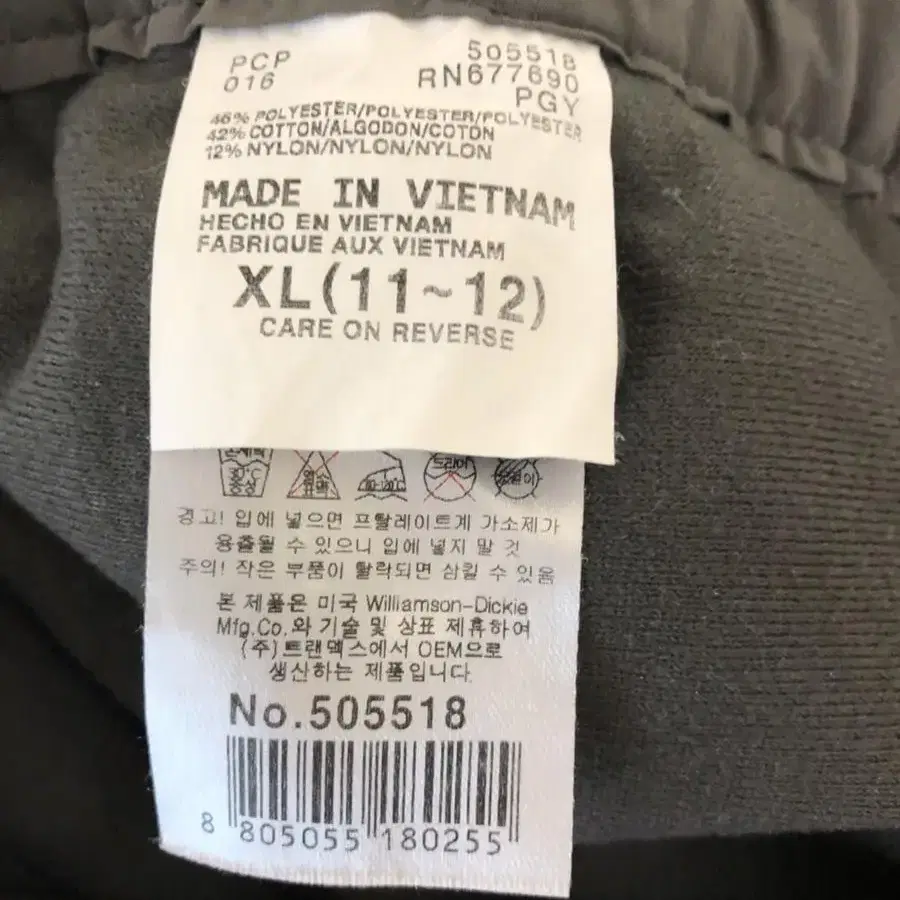 PCP
016
505518
RN677690
PGY
46% POLYESTER/POLYESTER/POLYESTER
42% COTTON/ALGODON/COTON
12% NYLON/NYLON/NYLON
MADE IN VIETNAM
HECHO EN VIETNAM
FABRIQUE AUX VIETNAM
XL(11~12)
CARE ON REVERSE
80-120℃
드라이
경고! 입에 넣으면 프탈레이트계 가소제가
용출될 수 있으니 입에 넣지 말 것
주의! 작은 부품이 탈락되면 삼킬 수 있음
본 제품은 미국 Williamson-Dickie
Mfg.Co.와 기술 및 상표 제휴하여
(주)트랜멕스에서 OEM으로
생산하는 제품입니다.
No.505518
8 805055 180255